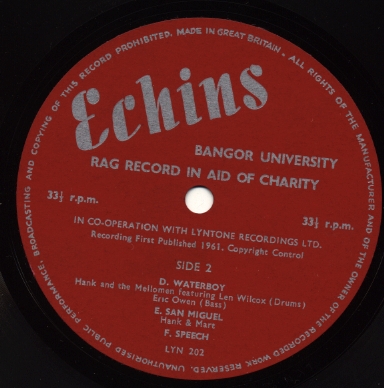 ALL RIGHTS OF THE MANUFACTURER AND OF THE OWNER OF THE RECORDED WORK RESERVED. UNAUTHORISED PUBLIC PERFORMANCE, BROADCASTING AND COPYING OF THIS RECORD PROHIBITED. MADE IN GREAT BRITAIN •
Echins
BANGOR UNIVERSITY
RAG RECORD IN AID OF CHARITY
33⅓ r.p.m. 33⅓ r.p.m.
IN CO-OPERATION WITH LYNTONE RECORDINGS LTD.
Recording First Published 1961, Copyright Control
SIDE 2
D. WATERBOY
Hank and the Mellomen featuring Len Wilcox (Drums)
Eric Owen (Bass)
E. SAN MIGUEL
Hank & Mart
F. SPEECH
LYN 202